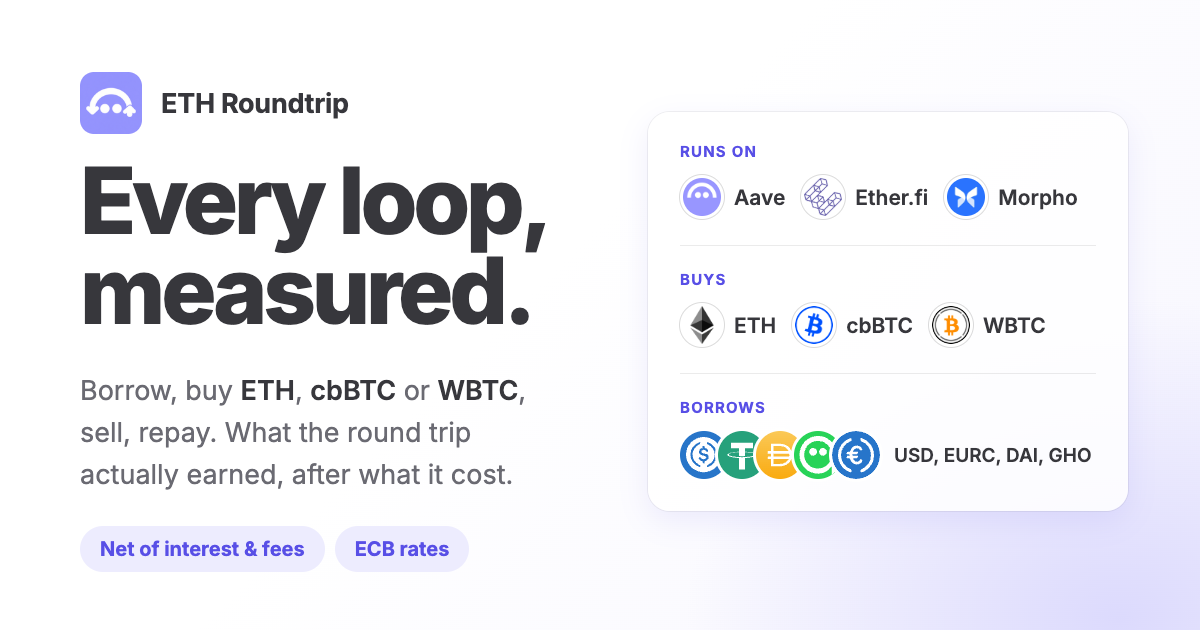 ETH Roundtrip
Every loop,
measured.
Borrow, buy ETH, cbBTC or WBTC,
sell, repay. What the round trip
actually earned, after what it cost.
Net of interest & fees
ECB rates
RUNS ON
Aave
Ether.fi
Morpho
BUYS
ETH
cbBTC
WBTC
BORROWS
USD, EURC, DAI, GHO